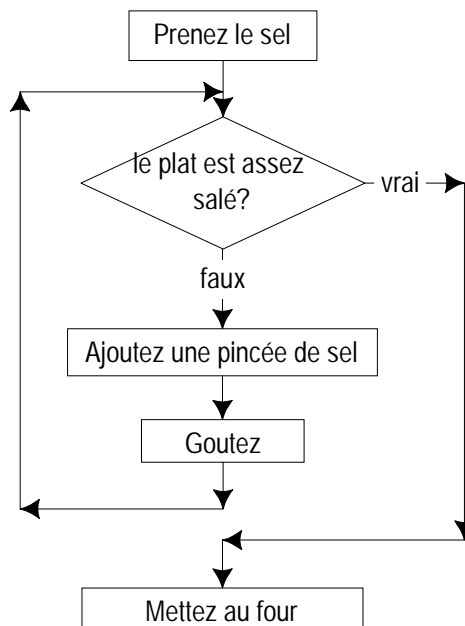 Prenez le sel
le plat est assez
salé?
vrai
faux
Ajoutez une pincée de sel
Goutez
Mettez au four